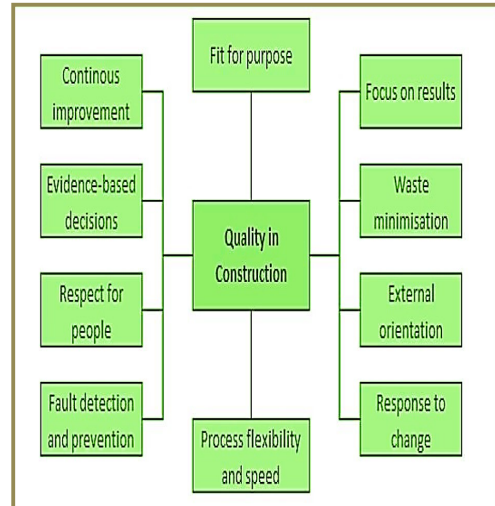 Fit for purpose
Continous
improvement
Focus on results
Evidence-based
decisions
Waste
minimisation
Quality in
Construction
Respect for
people
External
orientation
Fault detection
and prevention
Response to
change
Process flexibility
and speed